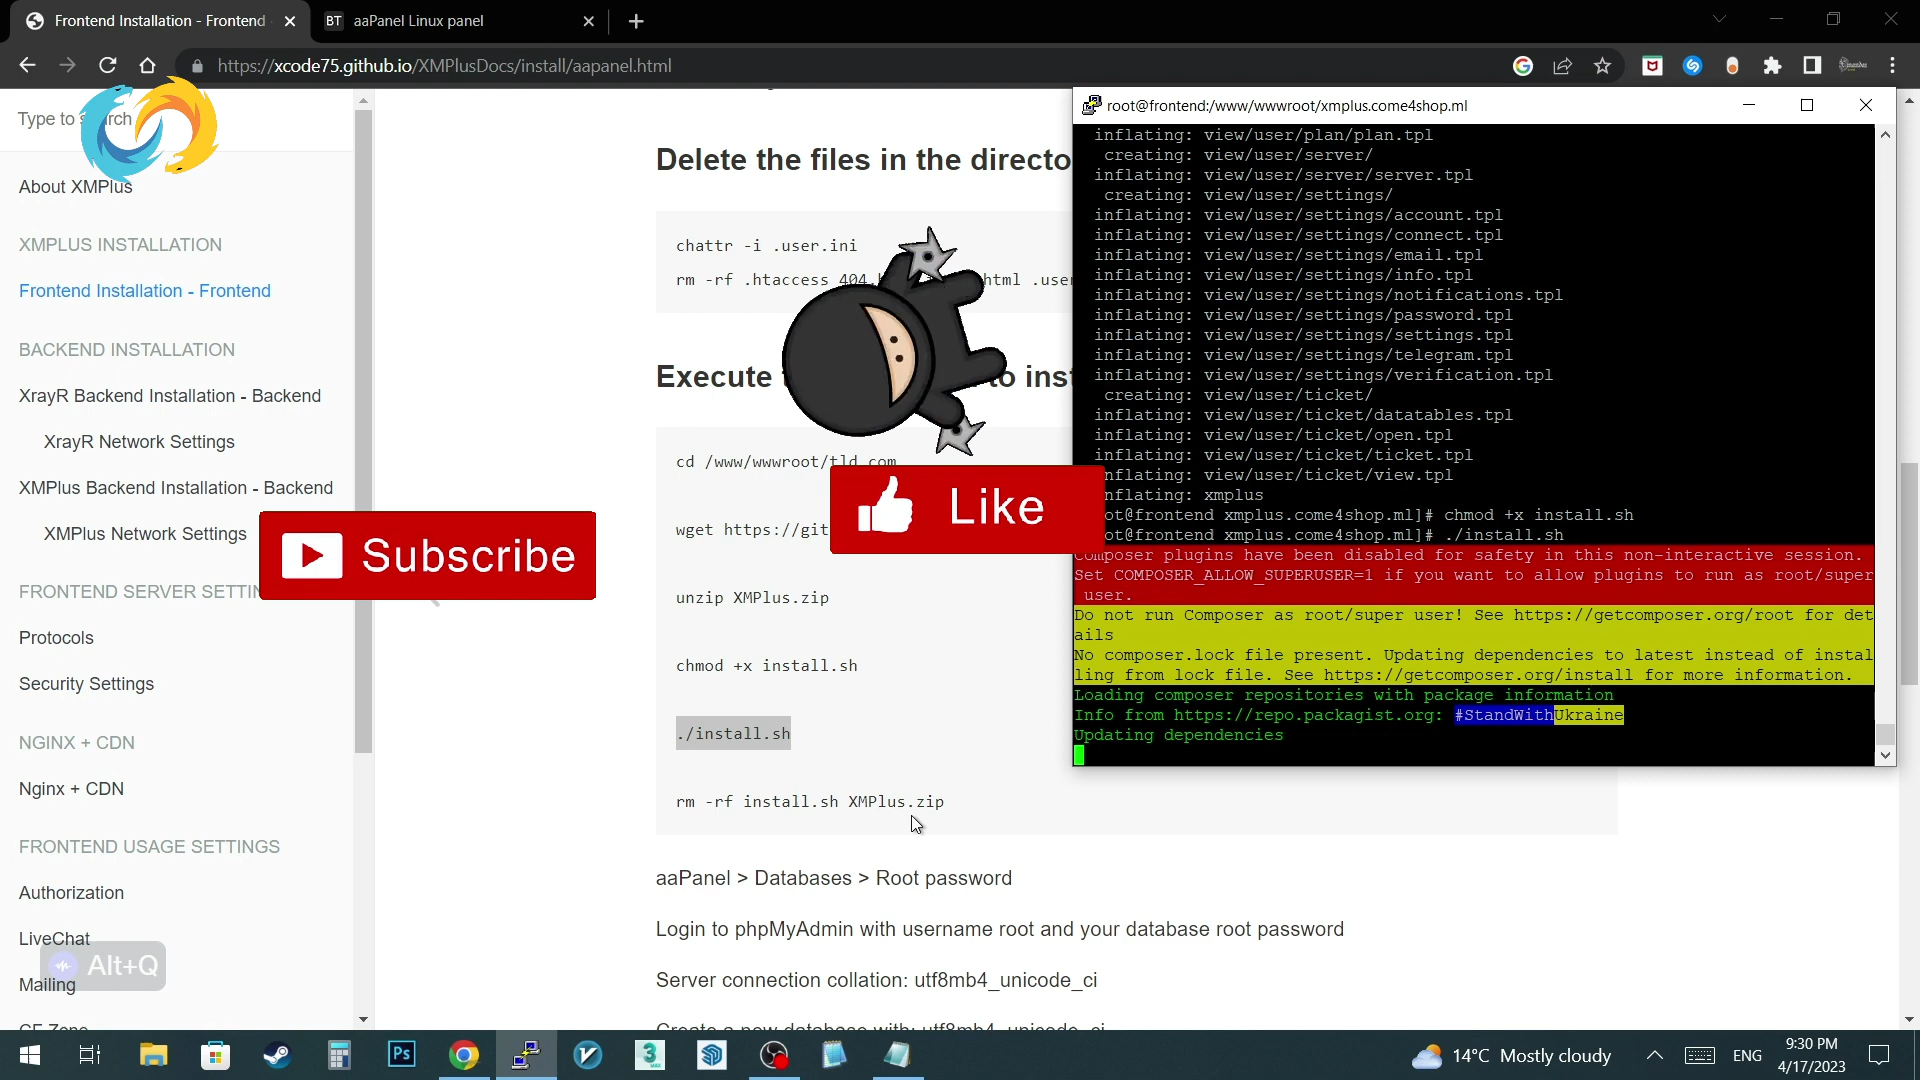 Frontend Installation - Frontend
BT aaPanel Linux panel
https://xcode75.github.io/XMPlusDocs/install/aapanel.html
Type to
rch
About XMPlus
XMPLUS INSTALLATION
Frontend Installation - Frontend
BACKEND INSTALLATION
XrayR Backend Installation - Backend
XrayR Network Settings
XMPlus Backend Installation - Backend
XMPlus Network Settings
FRONTEND SERVER SETTIN
Protocols
Security Settings
NGINX + CDN
Nginx + CDN
FRONTEND USAGE SETTINGS
Authorization
LiveChat
Mailing
Alt+Q
Subscribe
Like
Delete the files in the directo
chattr -i .user.ini
rm -rf .htaccess 404.
html .user
Execute
to inst
cd /www/wwwroot/tld.com
wget https://git
unzip XMPlus.zip
chmod +x install.sh
./install.sh
rm -rf install.sh XMPlus.zip
aaPanel > Databases > Root password
Login to phpMyAdmin with username root and your database root password
Server connection collation: utf8mb4_unicode_ci
Create a new database with: utf8mb4_unicode_ci
root@frontend:/www/wwwroot/xmplus.come4shop.ml
inflating: view/user/plan/plan.tpl
creating: view/user/server/
inflating: view/user/server/server.tpl
creating: view/user/settings/
inflating: view/user/settings/account.tpl
inflating: view/user/settings/connect.tpl
inflating: view/user/settings/email.tpl
inflating: view/user/settings/info.tpl
inflating: view/user/settings/notifications.tpl
inflating: view/user/settings/password.tpl
inflating: view/user/settings/settings.tpl
inflating: view/user/settings/telegram.tpl
inflating: view/user/settings/verification.tpl
creating: view/user/ticket/
inflating: view/user/ticket/datatables.tpl
inflating: view/user/ticket/open.tpl
inflating: view/user/ticket/ticket.tpl
nflating: view/user/ticket/view.tpl
nflating: xmplus
ot@frontend xmplus.come4shop.ml]# chmod +x install.sh
ot@frontend xmplus.come4shop.ml]# ./install.sh
Composer plugins have been disabled for safety in this non-interactive session.
Set COMPOSER_ALLOW_SUPERUSER=1 if you want to allow plugins to run as root/super
user.
Do not run Composer as root/super user! See https://getcomposer.org/root for det
ails
No composer.lock file present. Updating dependencies to latest instead of instal
ling from lock file. See https://getcomposer.org/install for more information.
Loading composer repositories with package information
Info from https://repo.packagist.org: #StandWithUkraine
Updating dependencies
Ps
14°C Mostly cloudy
ENG
9:30 PM
4/17/2023